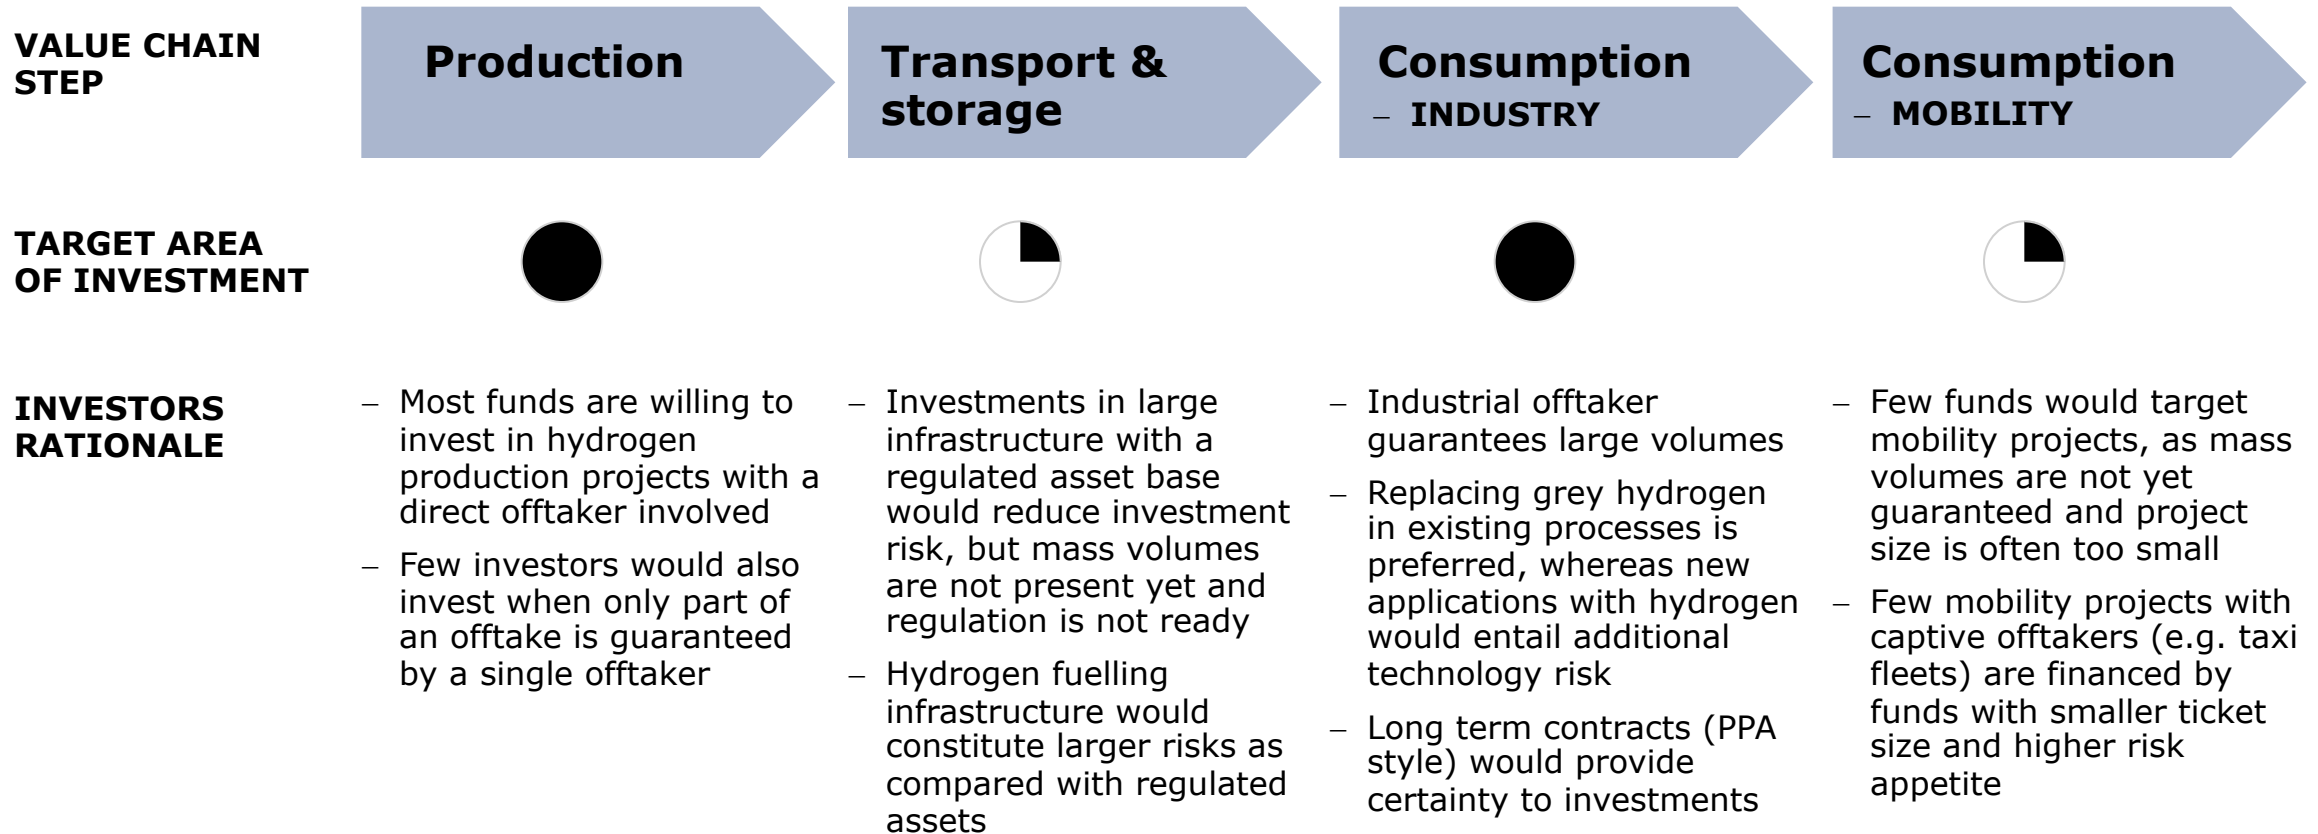 VALUE CHAIN
STEP
Production
Transport &
storage
Consumption
– INDUSTRY
Consumption
– MOBILITY
TARGET AREA
OF INVESTMENT
INVESTORS
RATIONALE
– Most funds are willing to
invest in hydrogen
production projects with a
direct offtaker involved
– Few investors would also
invest when only part of
an offtake is guaranteed
by a single offtaker
– Investments in large
infrastructure with a
regulated asset base
would reduce investment
risk, but mass volumes
are not present yet and
regulation is not ready
– Hydrogen fuelling
infrastructure would
constitute larger risks as
compared with regulated
assets
– Industrial offtaker
guarantees large volumes
– Replacing grey hydrogen
in existing processes is
preferred, whereas new
applications with hydrogen
would entail additional
technology risk
– Long term contracts (PPA
style) would provide
certainty to investments
– Few funds would target
mobility projects, as mass
volumes are not yet
guaranteed and project
size is often too small
– Few mobility projects with
captive offtakers (e.g. taxi
fleets) are financed by
funds with smaller ticket
size and higher risk
appetite